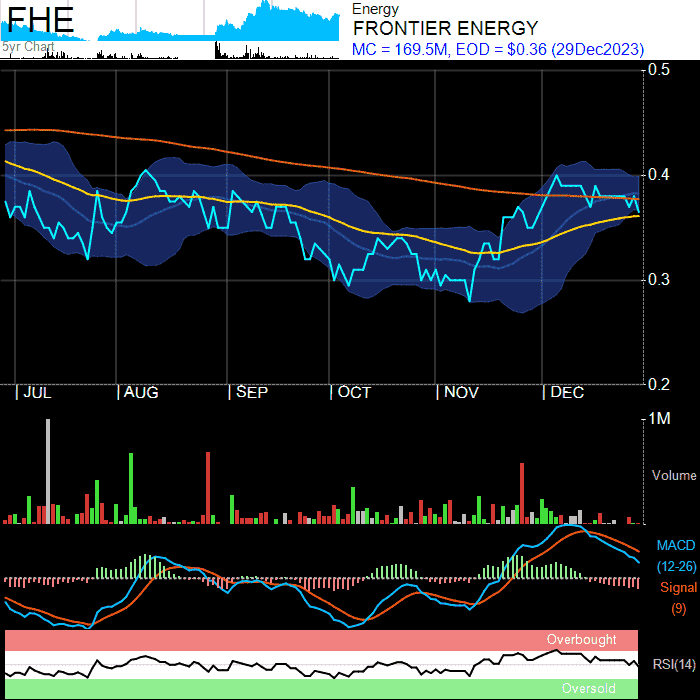 FHE
5yr Chart
Energy
FRONTIER ENERGY
MC = 169.5M, EOD = $0.36 (29Dec2023)
0.5
0.4
0.3
0.2
| JUL | AUG | SEP | OCT | NOV | DEC
1M
Volume
MACD
(12-26)
Signal
(9)
Overbought
RSI(14)
Oversold